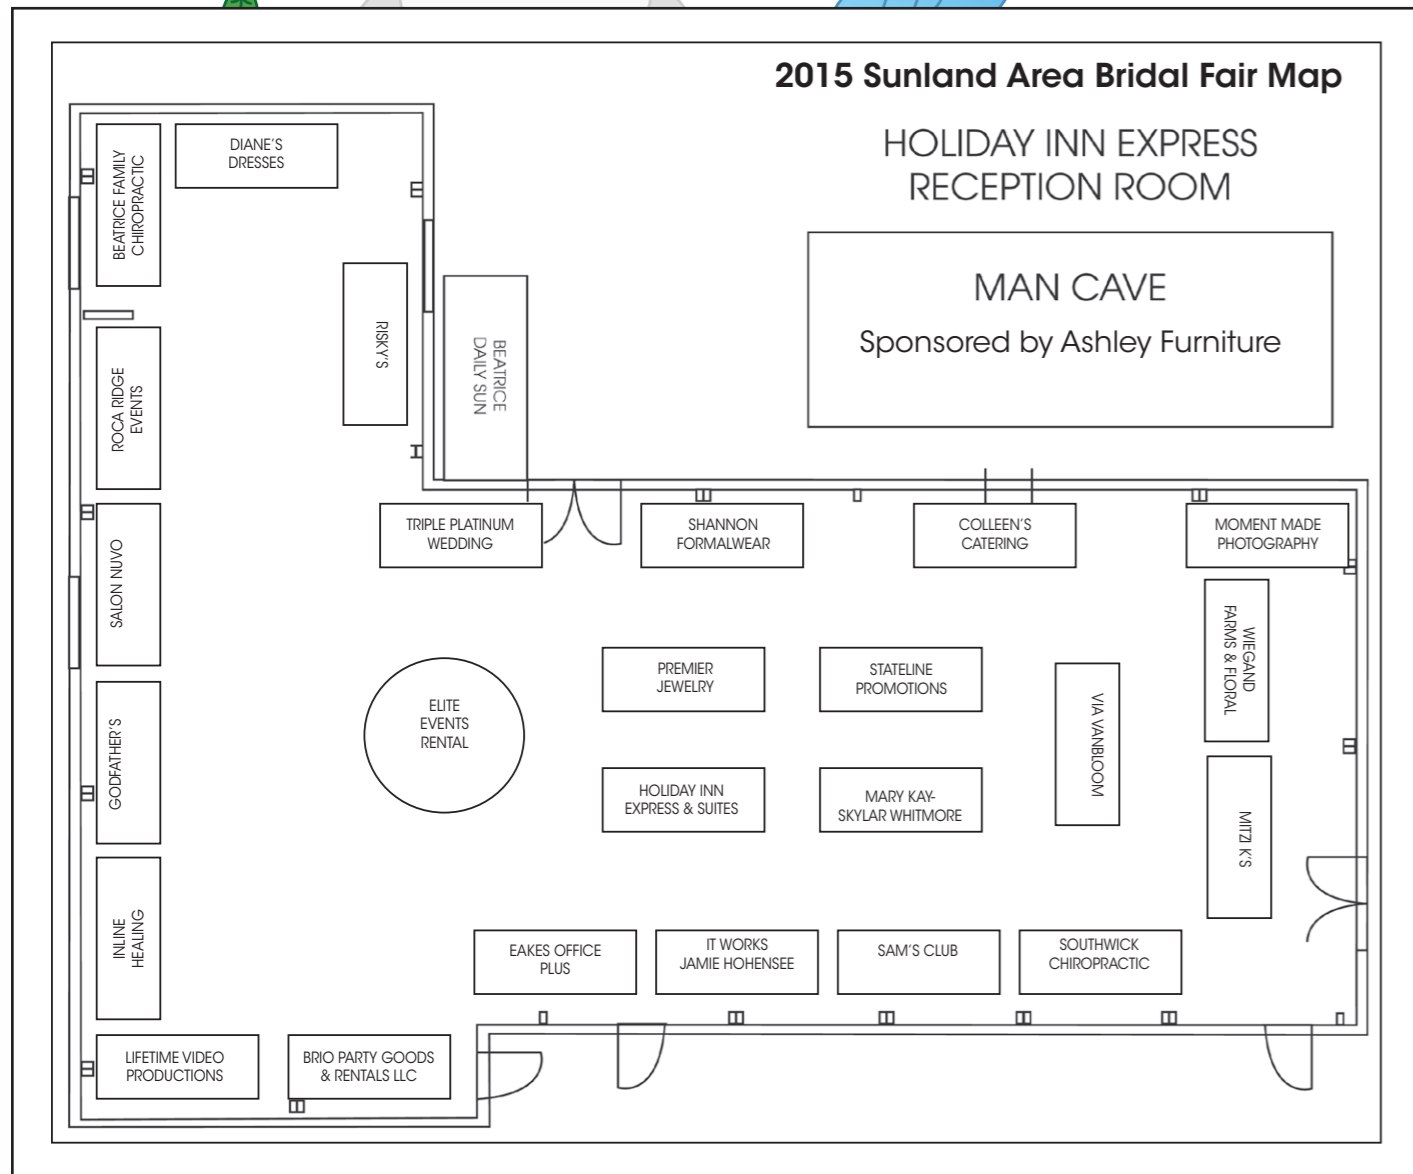 2015 Sunland Area Bridal Fair Map
HOLIDAY INN EXPRESS
RECEPTION ROOM
MAN CAVE
Sponsored by Ashley Furniture
BEATRICE FAMILY
CHIROPRACTIC
DIANE'S
DRESSES
RISKY'S
BEATRICE
DAILY SUN
ROCA RIDGE
EVENTS
SALON NUVO
GODFATHER'S
INLINE
HEALING
LIFETIME VIDEO
PRODUCTIONS
BRIO PARTY GOODS
& RENTALS LLC
TRIPLE PLATINUM
WEDDING
SHANNON
FORMALWEAR
COLLEEN'S
CATERING
MOMENT MADE
PHOTOGRAPHY
WIEGAND
FARMS & FLORAL
ELITE
EVENTS
RENTAL
PREMIER
JEWELRY
STATELINE
PROMOTIONS
VIA VANBLOOM
HOLIDAY INN
EXPRESS & SUITES
MARY KAY-
SKYLAR WHITMORE
MITZI K'S
EAKES OFFICE
PLUS
IT WORKS
JAMIE HOHENSEE
SAM'S CLUB
SOUTHWICK
CHIROPRACTIC